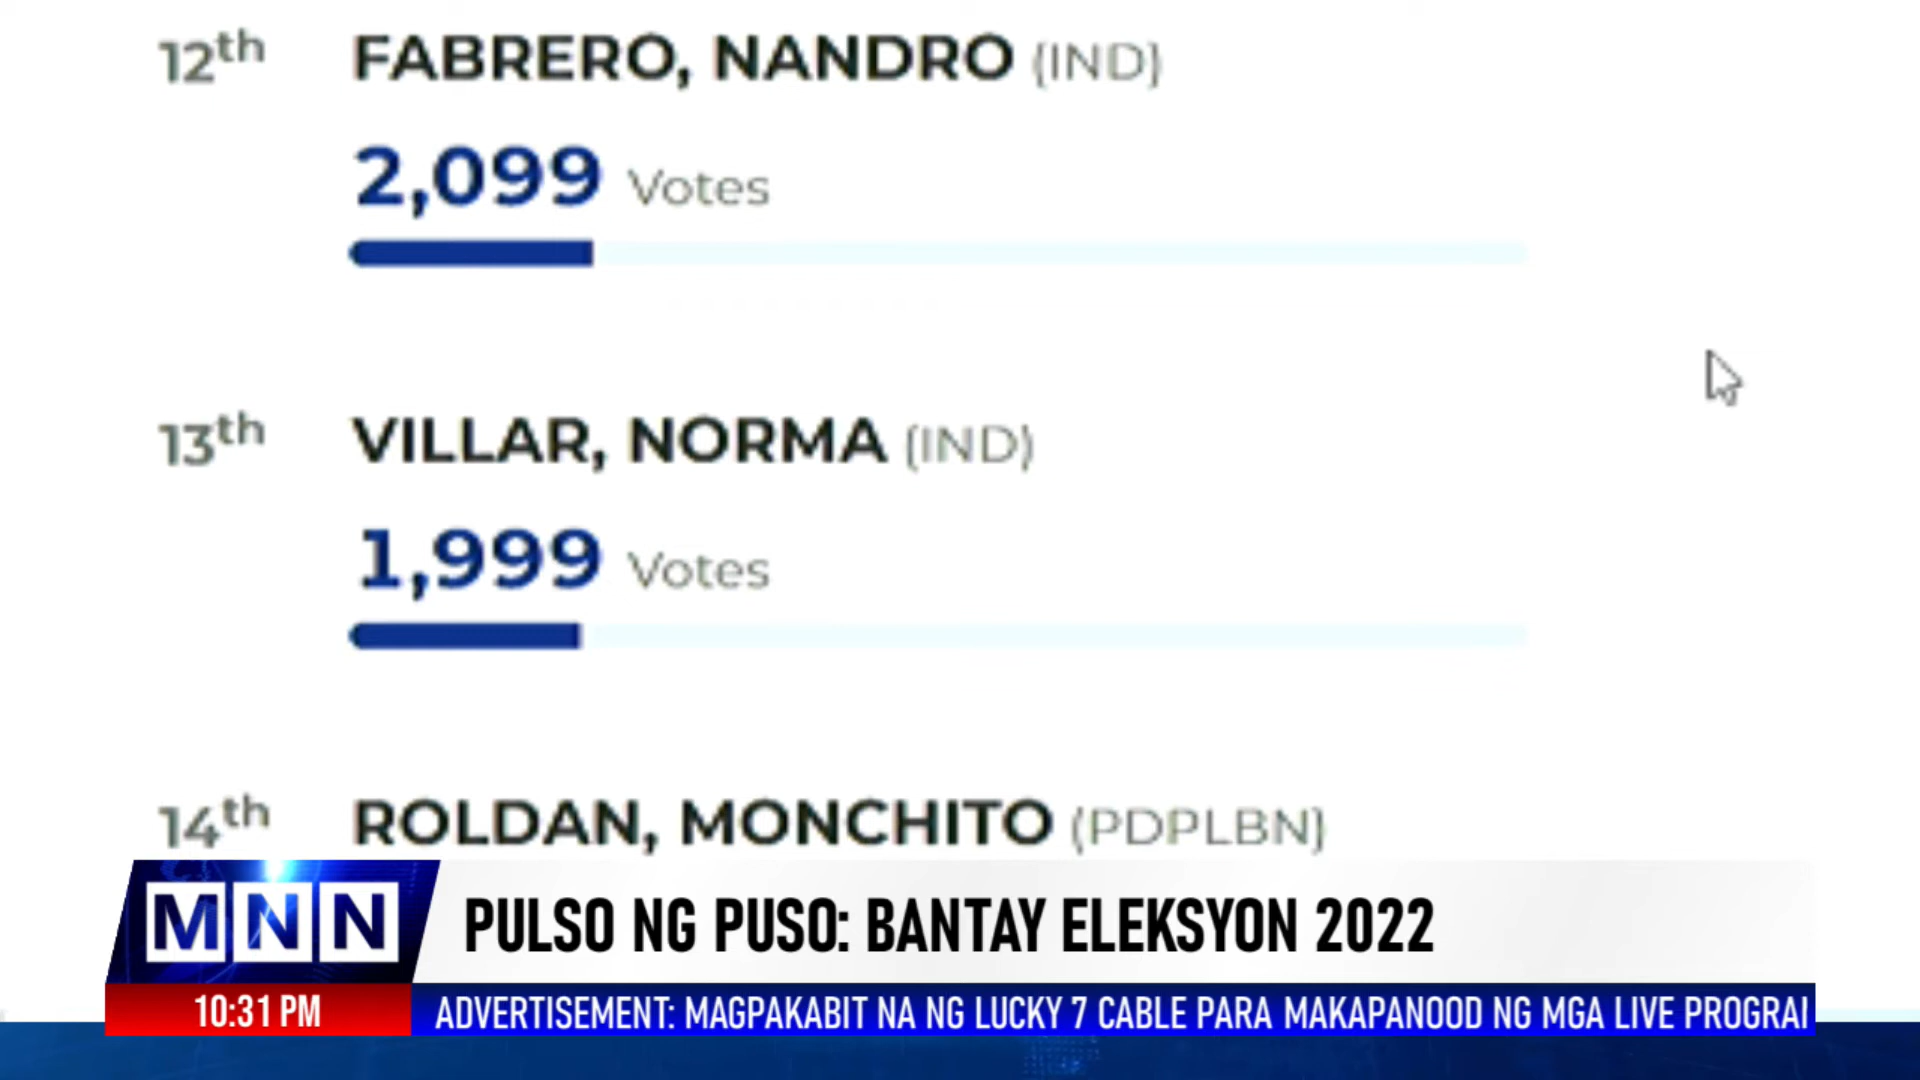 12th FABRERO, NANDRO (IND)
2,099 Votes
13th VILLAR, NORMA (IND)
1,999 Votes
14th ROLDAN, MONCHITO (PDPLBN)
MNN PULSO NG PUSO: BANTAY ELEKSYON 2022
10:31 PM ADVERTISEMENT: MAGPAKABIT NA NG LUCKY 7 CABLE PARA MAKAPANOOD NG MGA LIVE